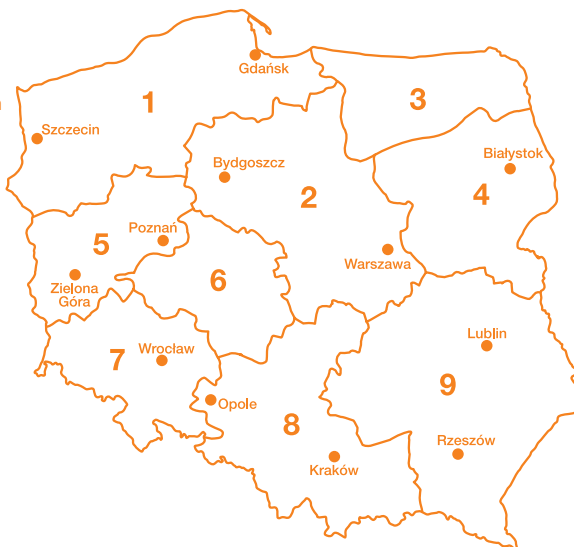 Gdańsk
1
3
Szczecin
Białystok
Bydgoszcz
2
4
Poznań
5
Warszawa
6
Zielona
Góra
Lublin
Wrocław
7
9
Opole
8
Rzeszów
Kraków